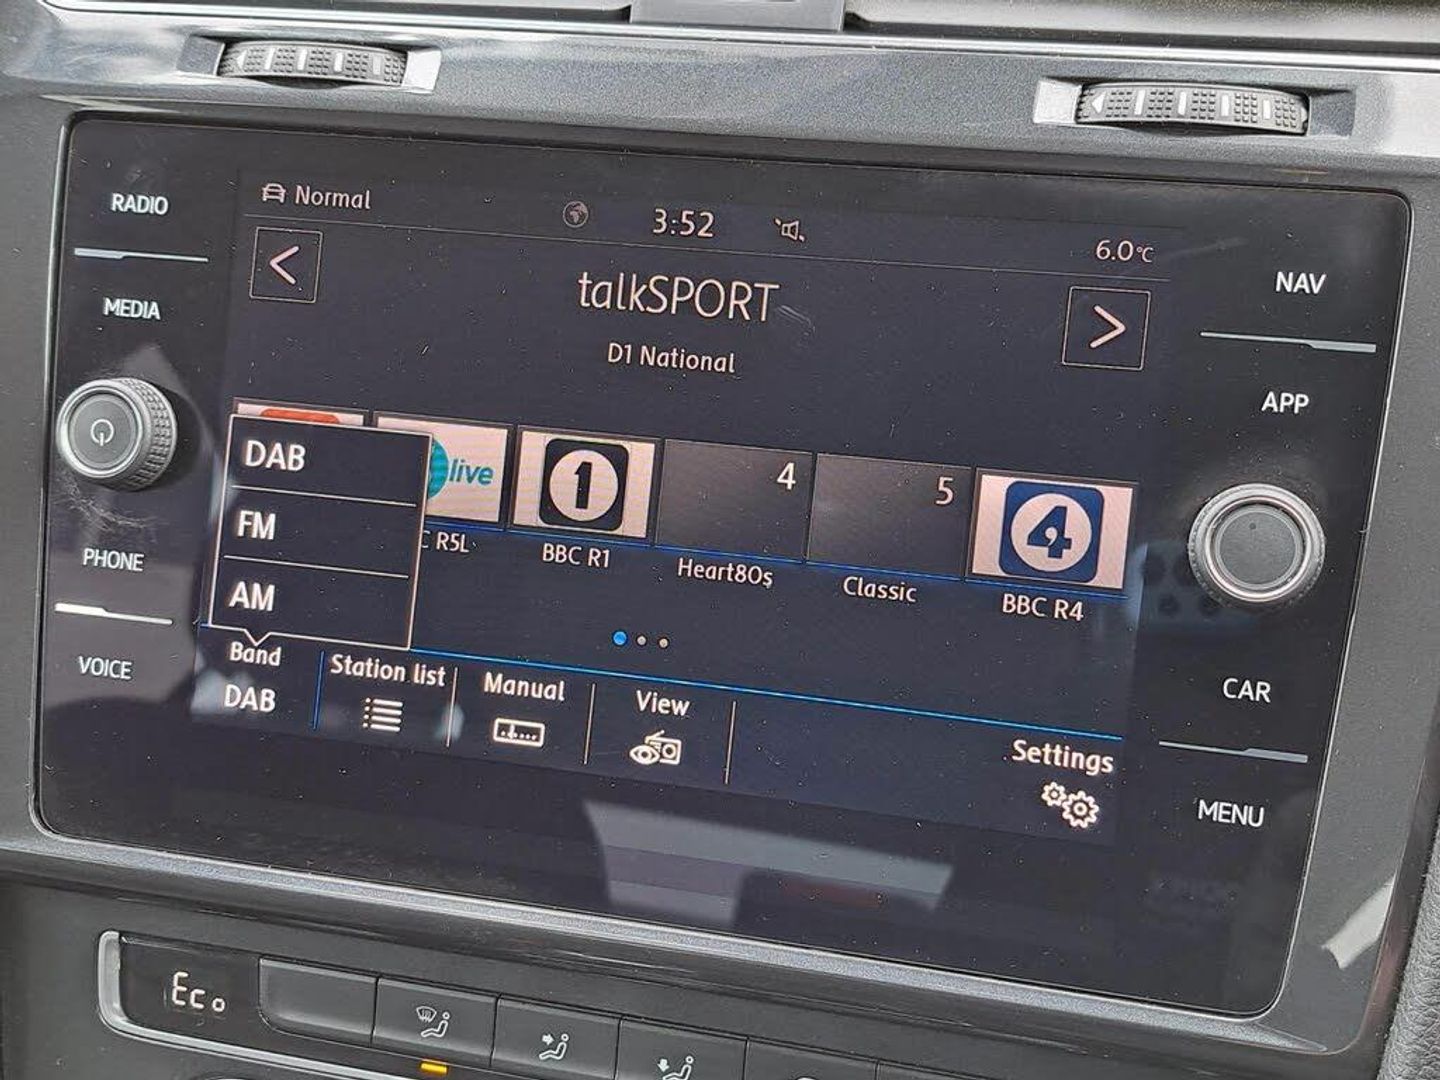 RADIO
MEDIA
PHONE
VOICE
Normal
3:52
6.0°C
talkSPORT
D1 National
DAB
FM
AM
live
1
4
5
4
C R5L
BBC R1
Heart80s
Classic
BBC R4
Band
DAB
Station list
Manual
View
Settings
NAV
APP
CAR
MENU
Eco